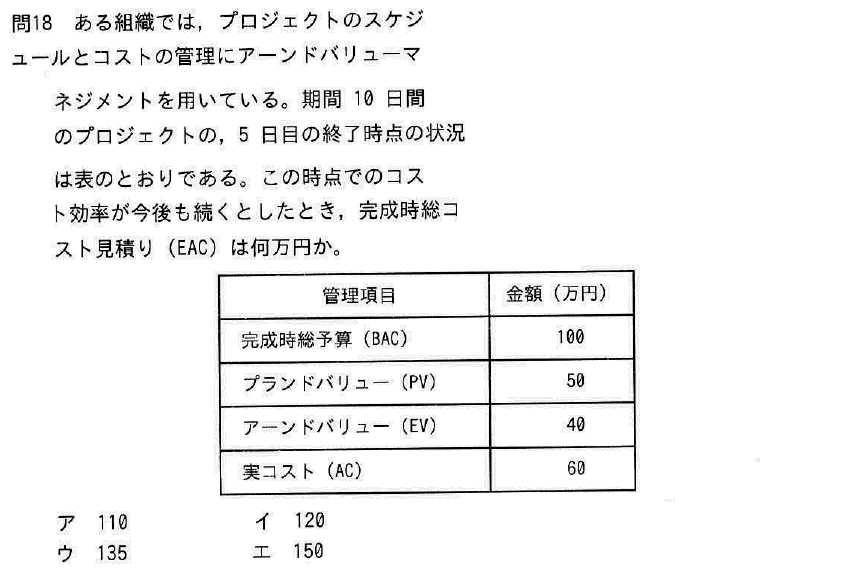 問18 ある組織では，プロジェクトのスケジ
ュールとコストの管理にアーンドバリューマ
ネジメントを用いている。期間 10 日間
のプロジェクトの，5 日目の終了時点の状況
は表のとおりである。この時点でのコス
ト効率が今後も続くとしたとき，完成時総コ
スト見積り（EAC）は何万円か。
管理項目 金額（万円）
完成時総予算（BAC） 100
プランドバリュー（PV） 50
アーンドバリュー（EV） 40
実コスト（AC） 60
ア 110 イ 120
ウ 135 エ 150